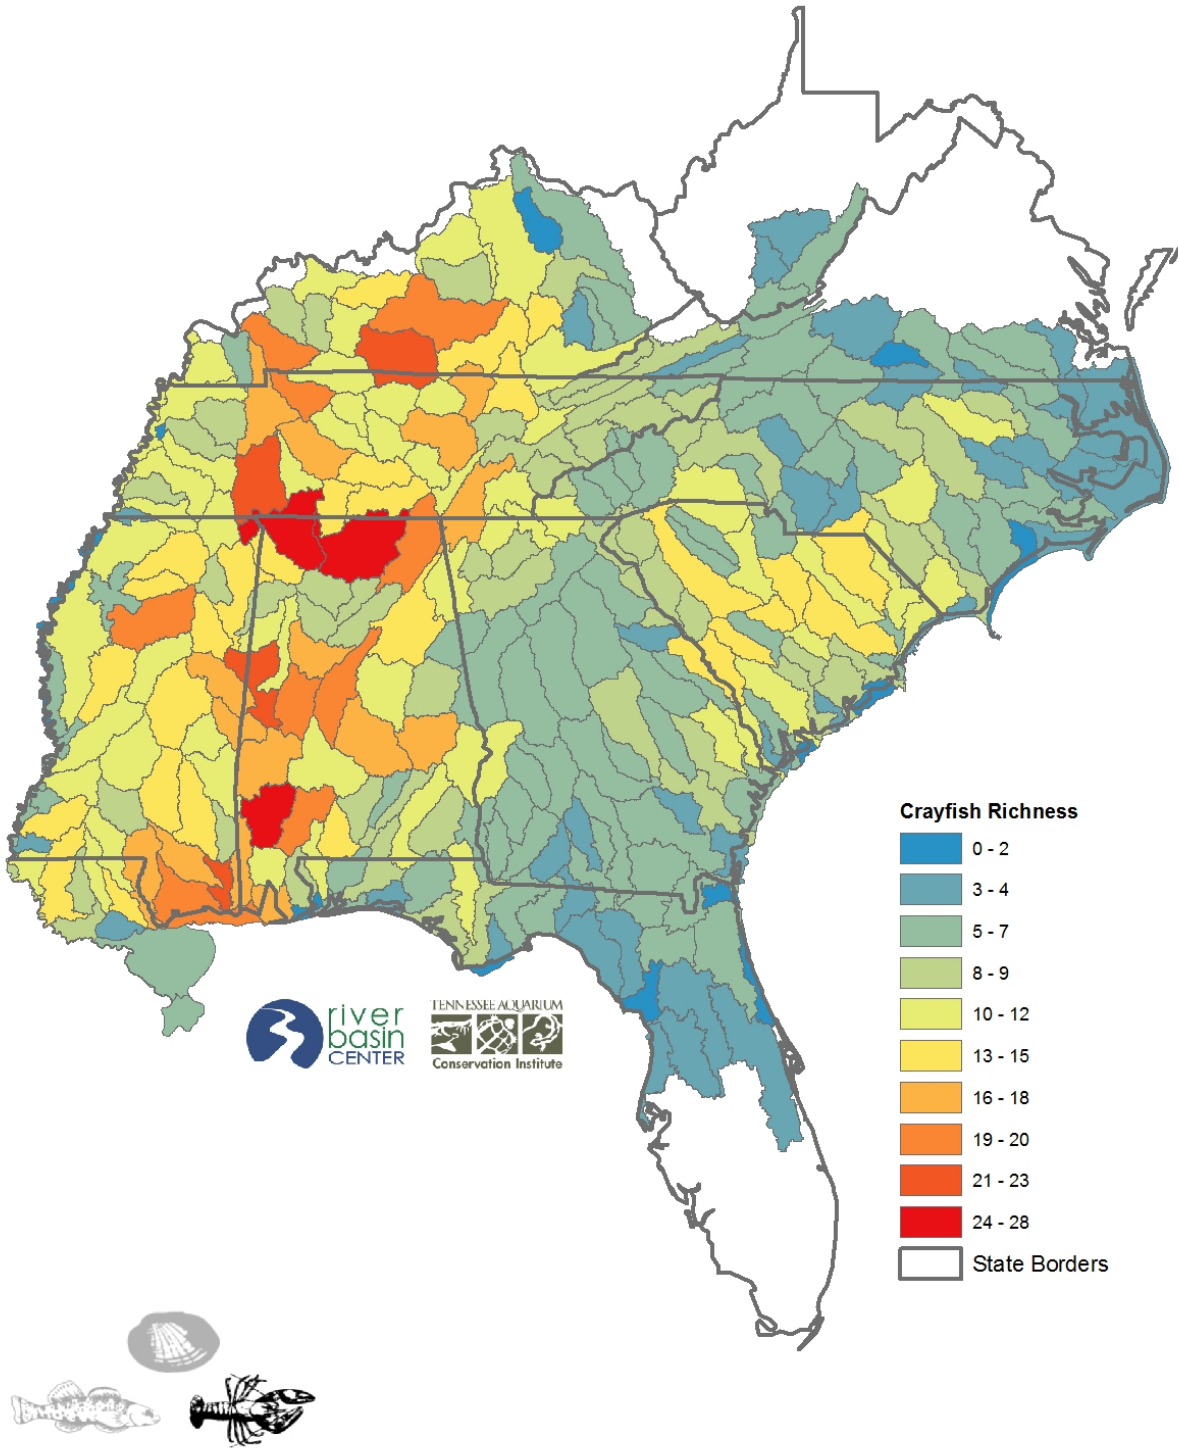 Crayfish Richness
0 - 2
3 - 4
5 - 7
8 - 9
10 - 12
13 - 15
16 - 18
19 - 20
21 - 23
24 - 28
State Borders
river
basin
CENTER
TENNESSEE AQUARIUM
Conservation Institute